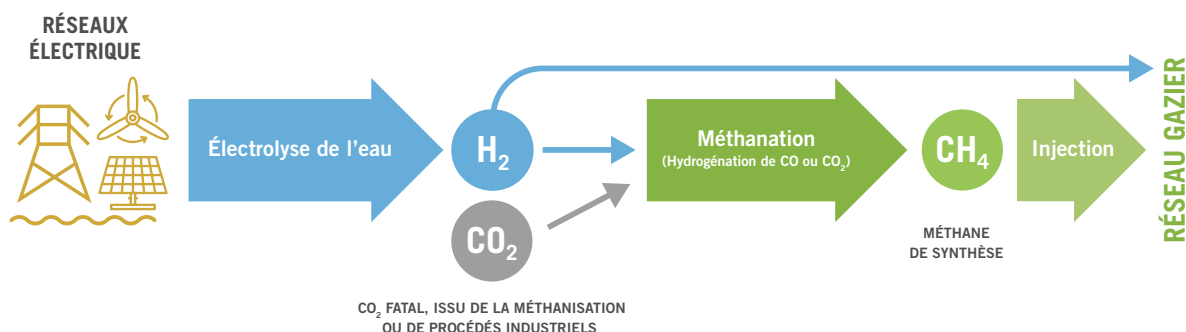 RÉSEAUX
ÉLECTRIQUE
Électrolyse de l'eau
H₂
CO₂
CO₂ FATAL, ISSU DE LA MÉTHANISATION
OU DE PROCÉDÉS INDUSTRIELS
Méthanation
(Hydrogénation de CO ou CO₂)
CH₄
MÉTHANE
DE SYNTHÈSE
Injection
RÉSEAU GAZIER